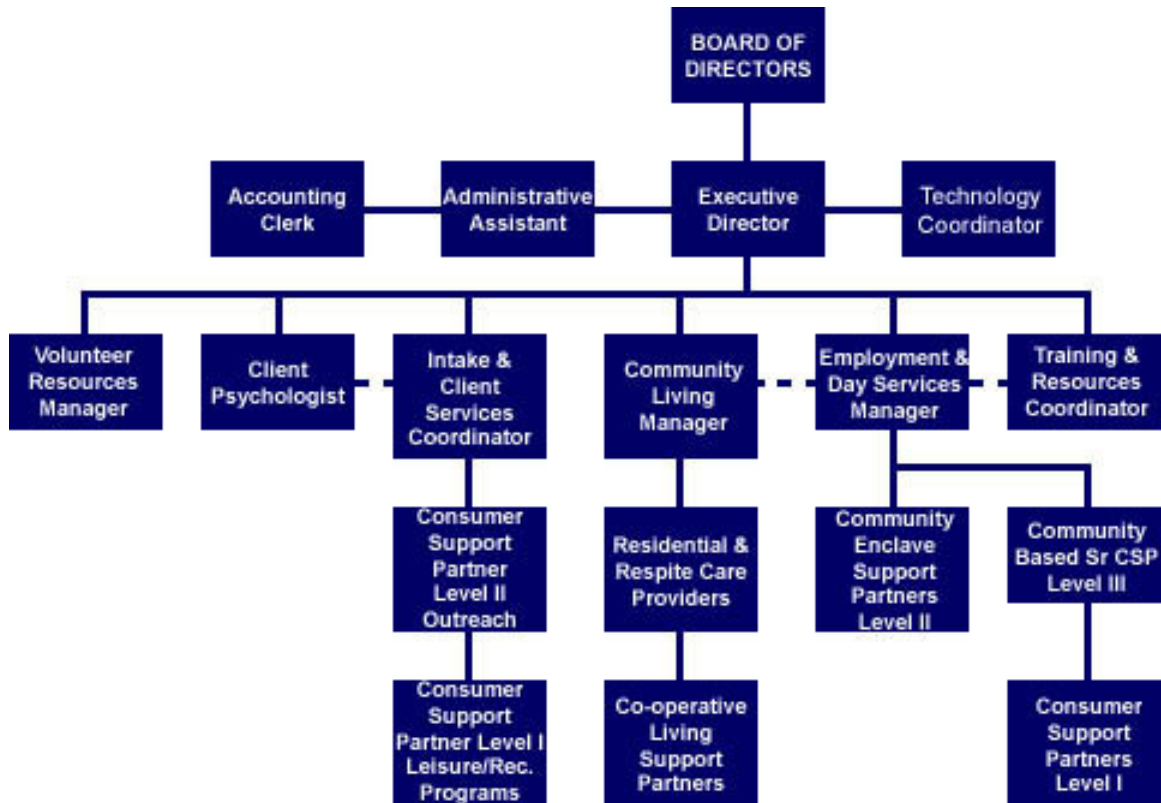 BOARD OF
DIRECTORS
Accounting
Clerk
Administrative
Assistant
Executive
Director
Technology
Coordinator
Volunteer
Resources
Manager
Client
Psychologist
Intake &
Client
Services
Coordinator
Community
Living
Manager
Employment &
Day Services
Manager
Training &
Resources
Coordinator
Consumer
Support
Partner
Level II
Outreach
Residential &
Respite Care
Providers
Community
Enclave
Support
Partners
Level II
Community
Based Sr CSP
Level III
Consumer
Support
Partner Level I
Leisure/Rec.
Programs
Co-operative
Living
Support
Partners
Consumer
Support
Partners
Level I